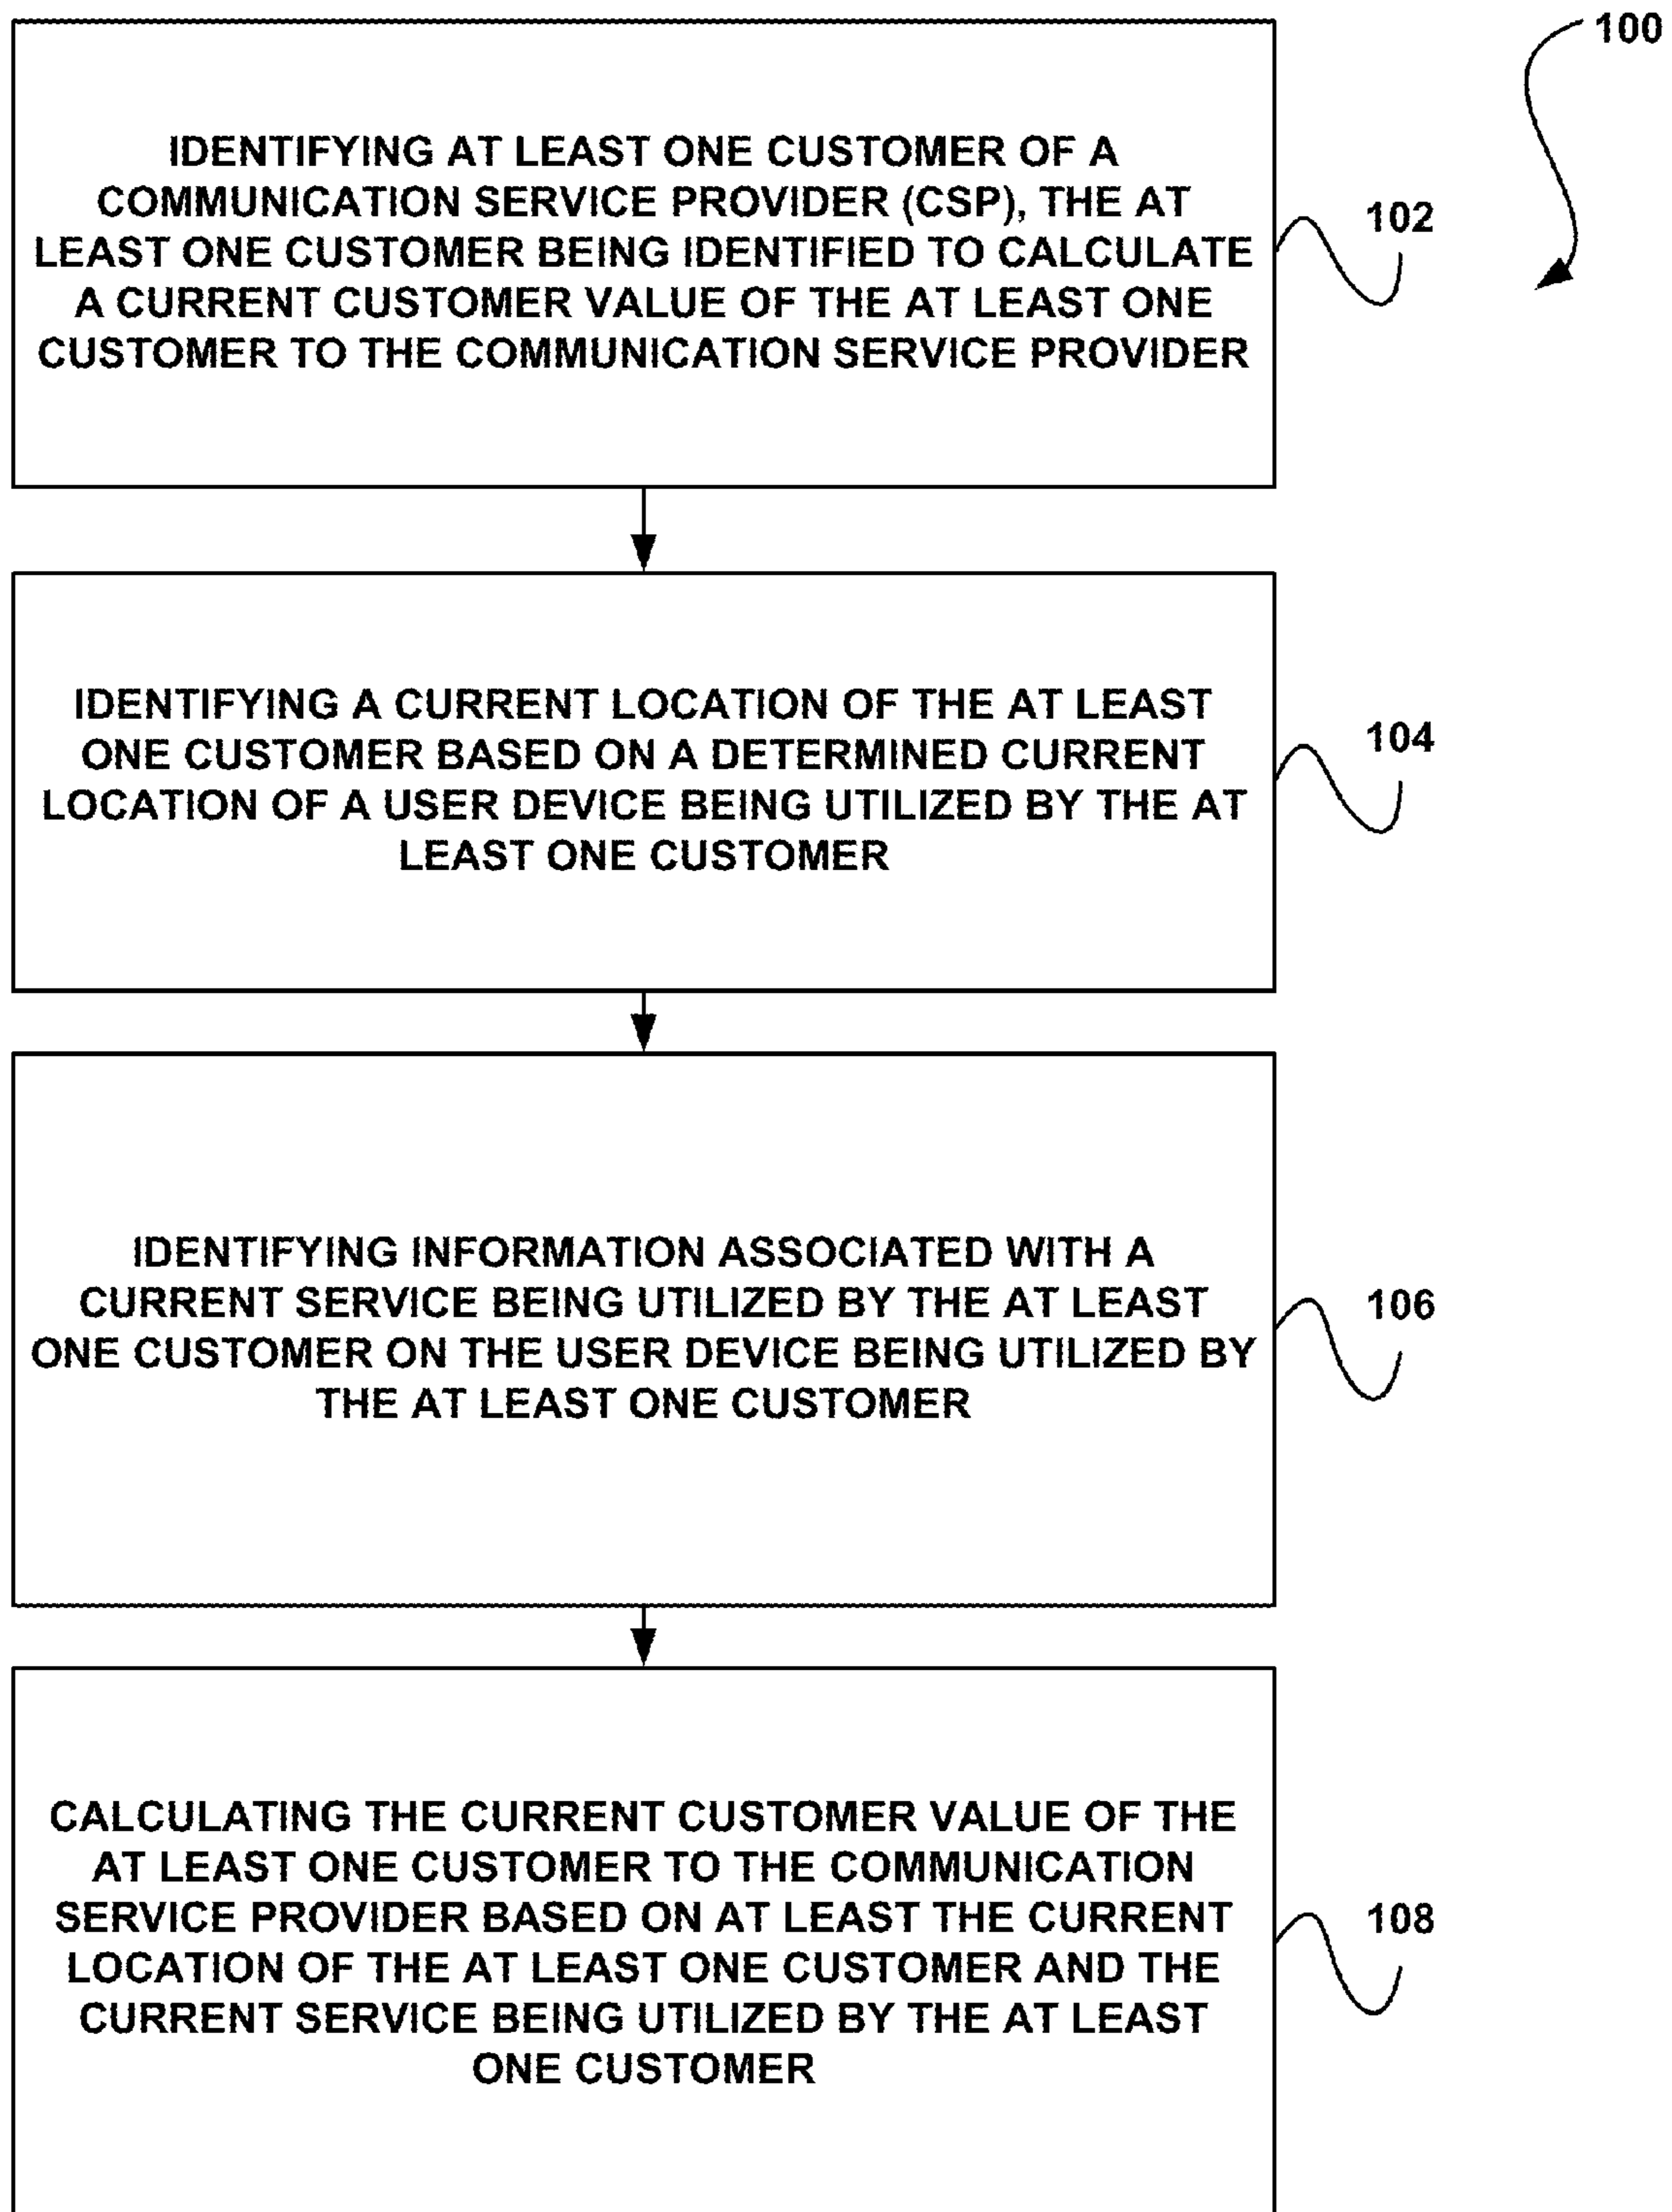 100
IDENTIFYING AT LEAST ONE CUSTOMER OF A
COMMUNICATION SERVICE PROVIDER (CSP), THE AT
LEAST ONE CUSTOMER BEING IDENTIFIED TO CALCULATE
A CURRENT CUSTOMER VALUE OF THE AT LEAST ONE
CUSTOMER TO THE COMMUNICATION SERVICE PROVIDER
102
IDENTIFYING A CURRENT LOCATION OF THE AT LEAST
ONE CUSTOMER BASED ON A DETERMINED CURRENT
LOCATION OF A USER DEVICE BEING UTILIZED BY THE AT
LEAST ONE CUSTOMER
104
IDENTIFYING INFORMATION ASSOCIATED WITH A
CURRENT SERVICE BEING UTILIZED BY THE AT LEAST
ONE CUSTOMER ON THE USER DEVICE BEING UTILIZED BY
THE AT LEAST ONE CUSTOMER
106
CALCULATING THE CURRENT CUSTOMER VALUE OF THE
AT LEAST ONE CUSTOMER TO THE COMMUNICATION
SERVICE PROVIDER BASED ON AT LEAST THE CURRENT
LOCATION OF THE AT LEAST ONE CUSTOMER AND THE
CURRENT SERVICE BEING UTILIZED BY THE AT LEAST
ONE CUSTOMER
108